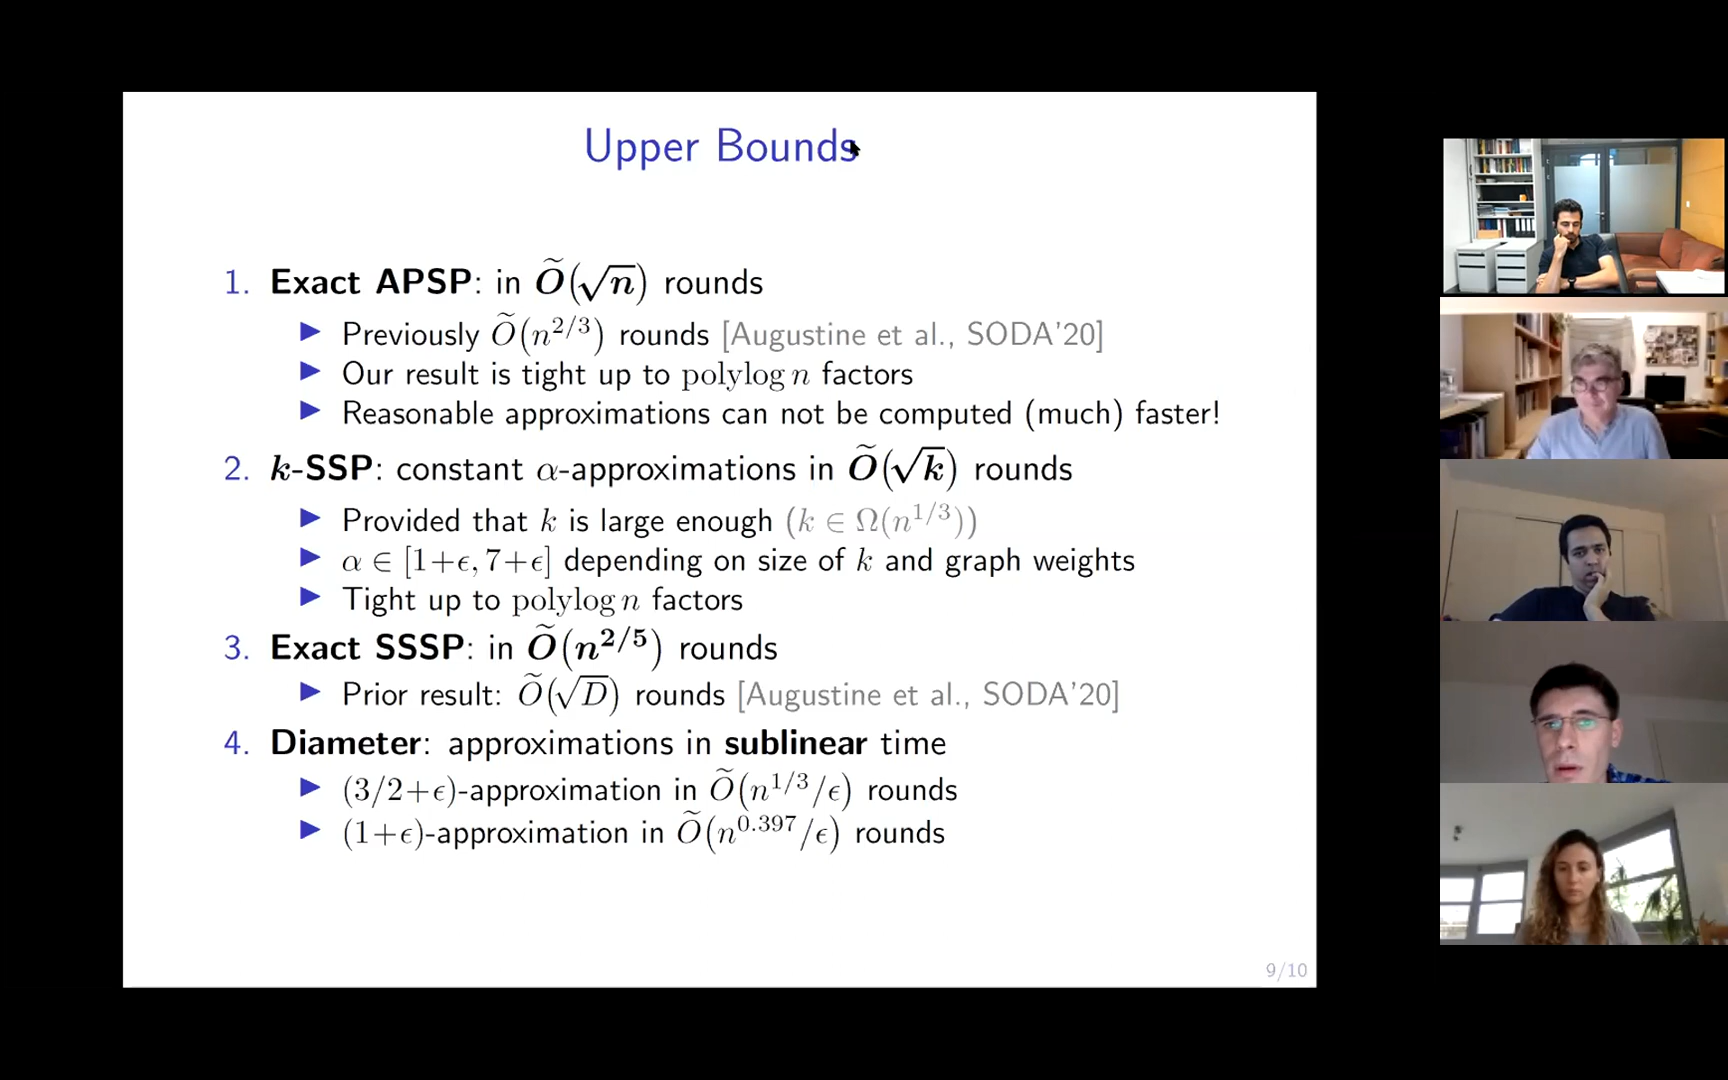 Upper Bounds
1. Exact APSP: in Õ(√n) rounds
▶ Previously Õ(n^{2/3}) rounds [Augustine et al., SODA'20]
▶ Our result is tight up to polylog n factors
▶ Reasonable approximations can not be computed (much) faster!
2. k-SSP: constant α-approximations in Õ(√k) rounds
▶ Provided that k is large enough (k ∈ Ω(n^{1/3}))
▶ α ∈ [1+ϵ, 7+ϵ] depending on size of k and graph weights
▶ Tight up to polylog n factors
3. Exact SSSP: in Õ(n^{2/5}) rounds
▶ Prior result: Õ(√D) rounds [Augustine et al., SODA'20]
4. Diameter: approximations in sublinear time
▶ (3/2+ϵ)-approximation in Õ(n^{1/3}/ϵ) rounds
▶ (1+ϵ)-approximation in Õ(n^{0.397}/ϵ) rounds
9/10